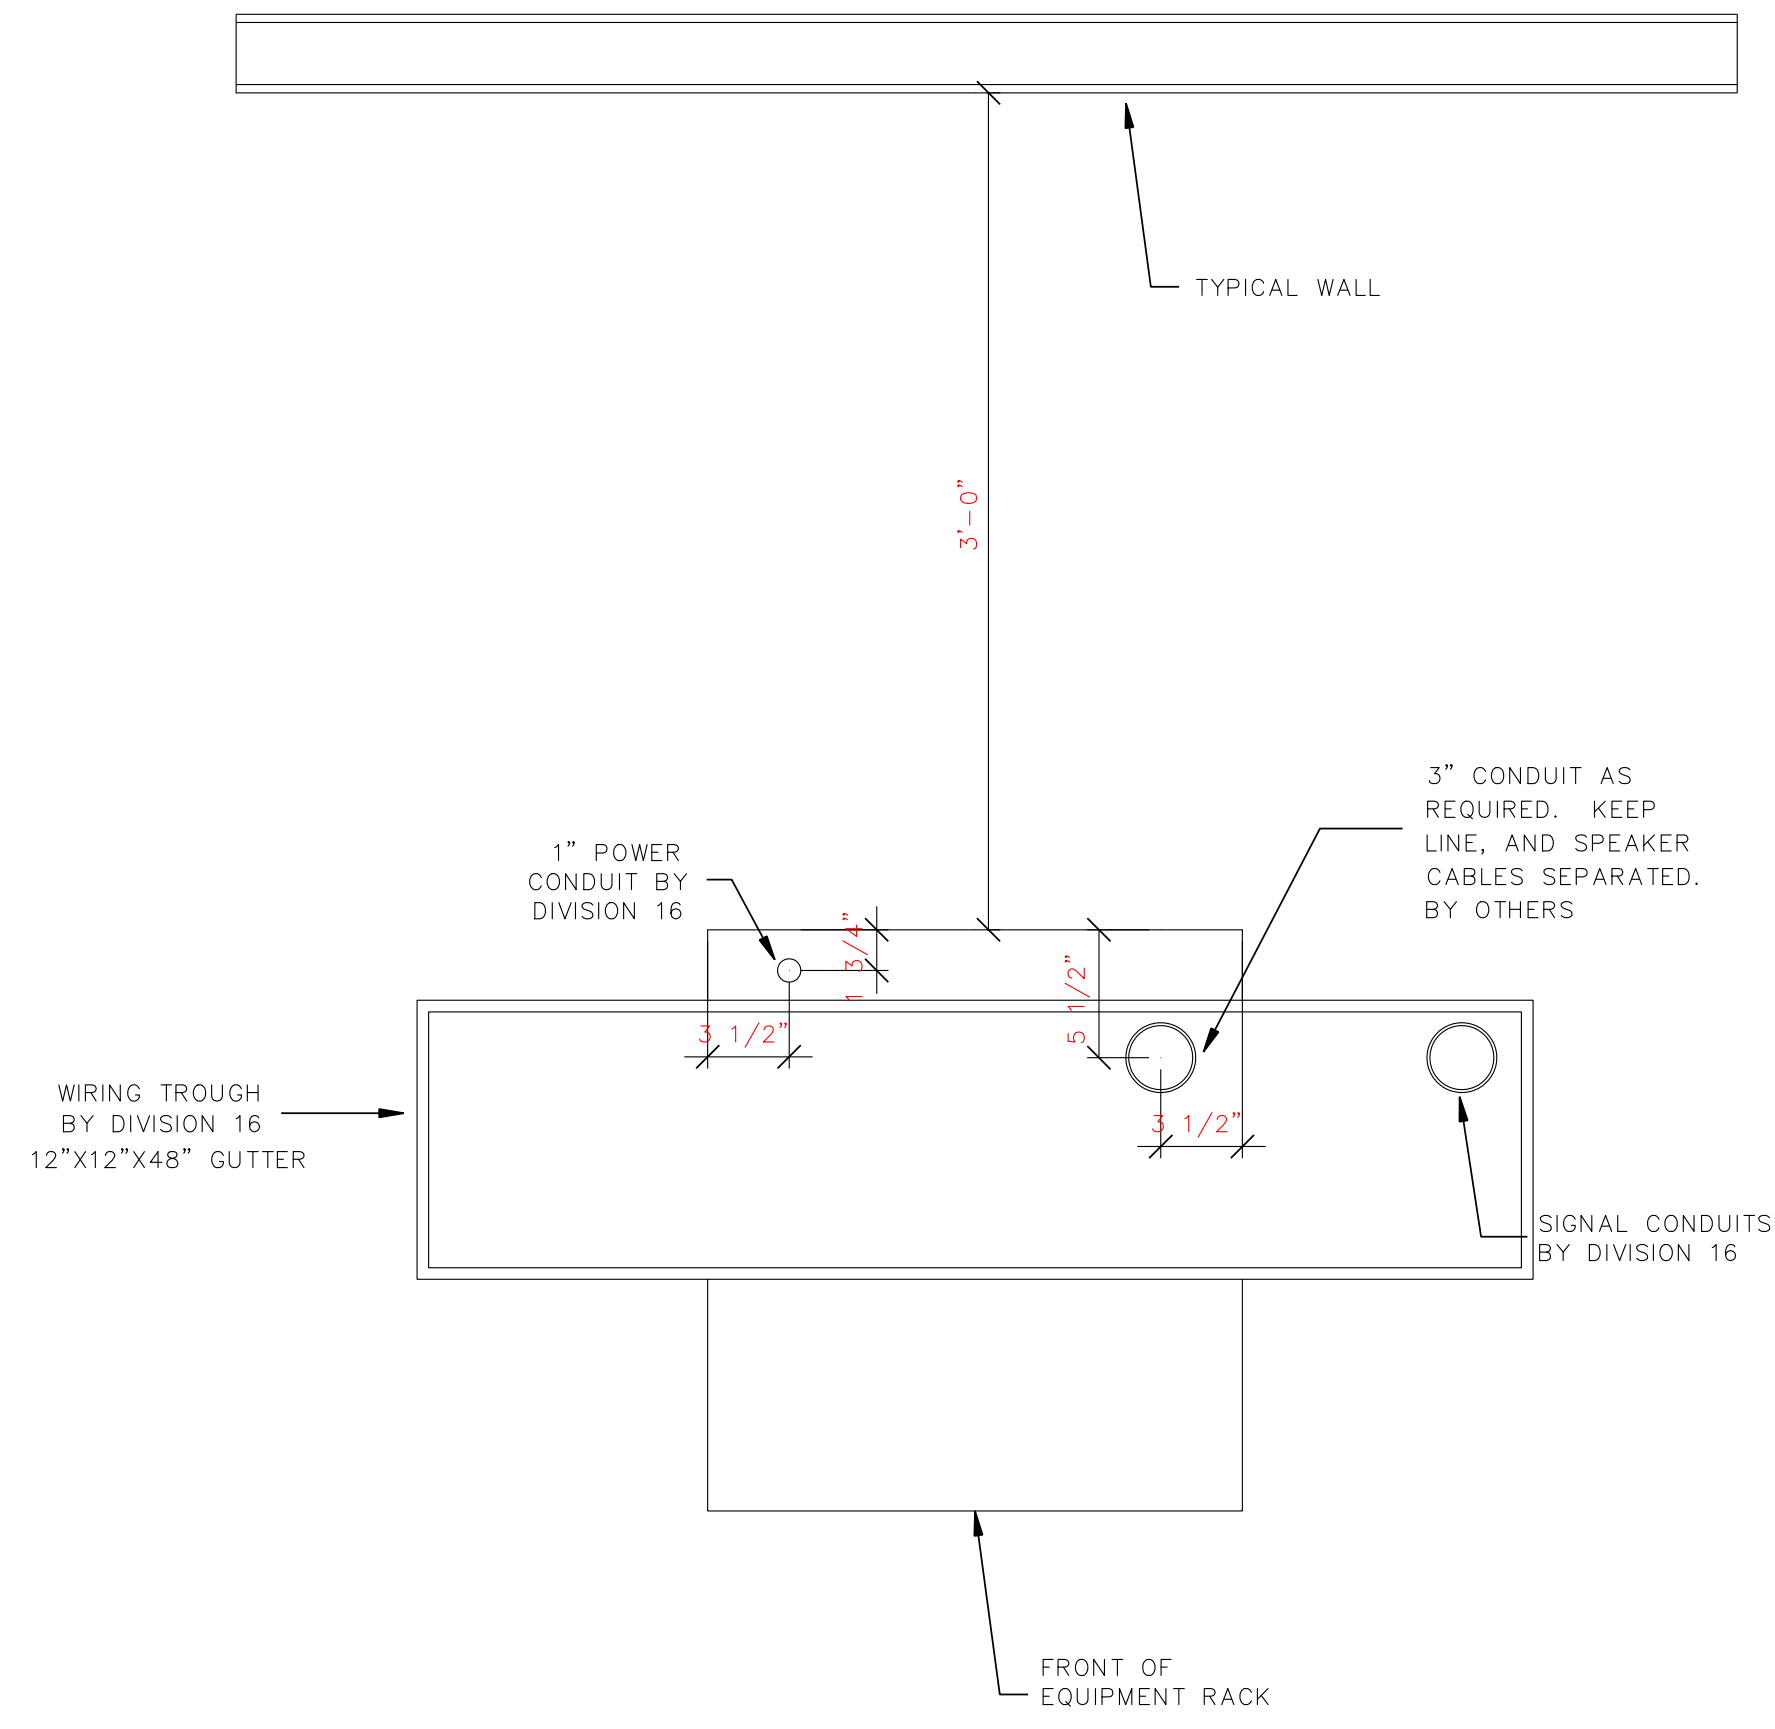 TYPICAL WALL
3'-0"
3" CONDUIT AS
REQUIRED.  KEEP
LINE, AND SPEAKER
CABLES SEPARATED.
BY OTHERS
1" POWER
CONDUIT BY
DIVISION 16
1 3/4"
5 1/2"
3 1/2"
3 1/2"
WIRING TROUGH
BY DIVISION 16
12"X12"X48" GUTTER
SIGNAL CONDUITS
BY DIVISION 16
FRONT OF
EQUIPMENT RACK